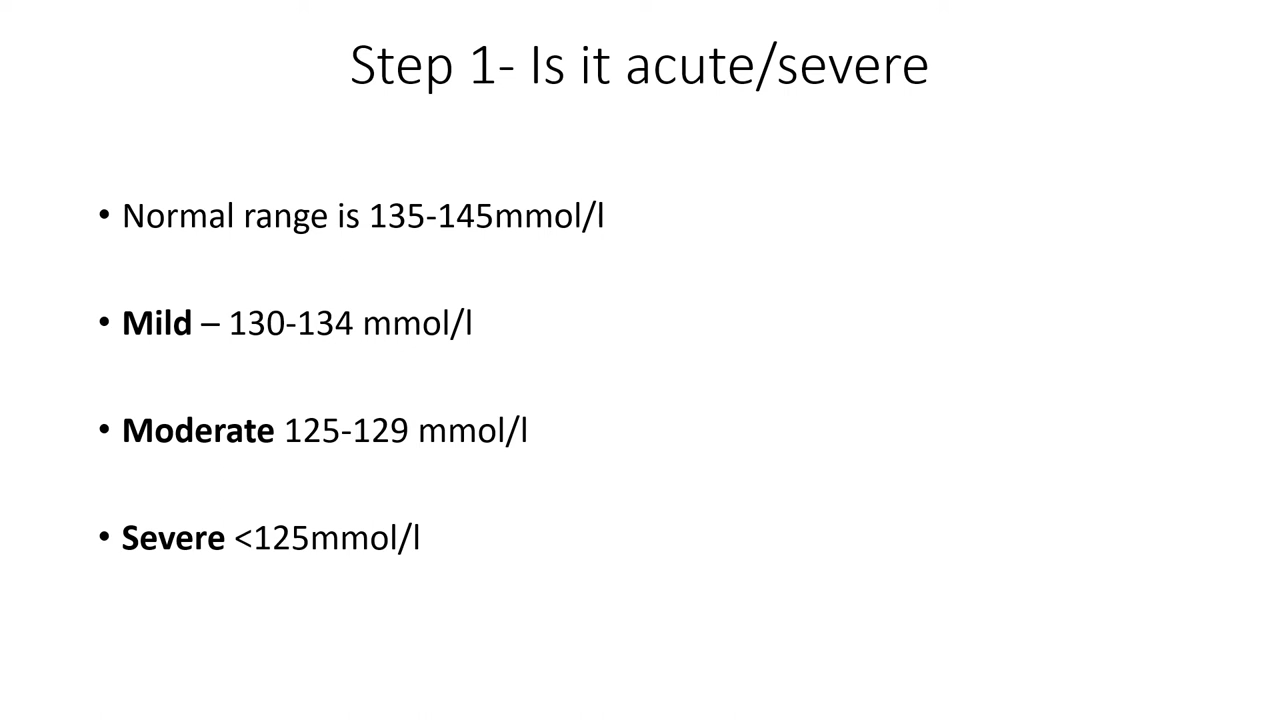 Step 1- Is it acute/severe
• Normal range is 135-145mmol/l
• Mild – 130-134 mmol/l
• Moderate 125-129 mmol/l
• Severe <125mmol/l